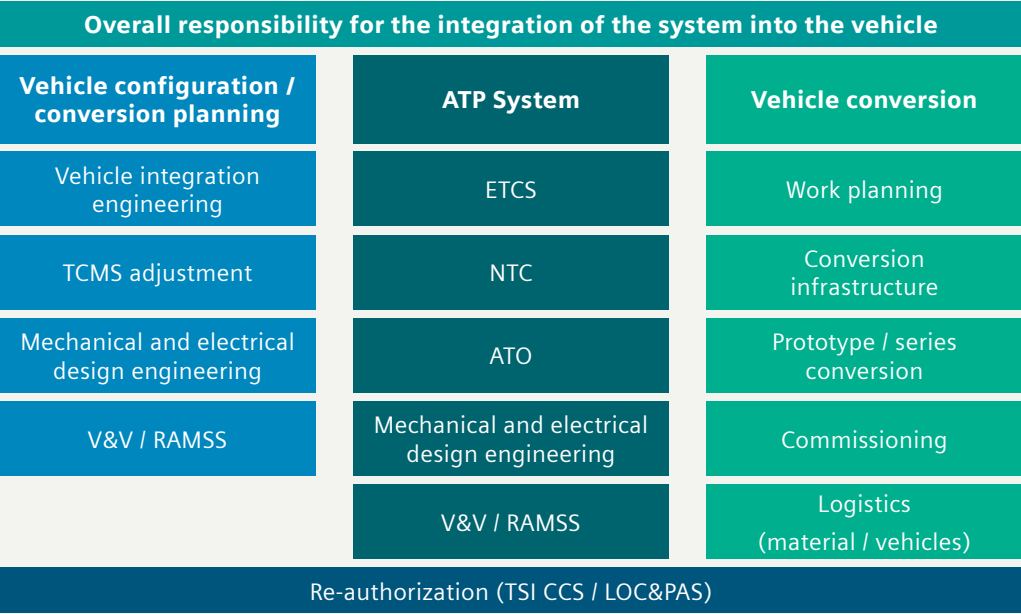 Overall responsibility for the integration of the system into the vehicle
Vehicle configuration /
conversion planning
Vehicle integration
engineering
TCMS adjustment
Mechanical and electrical
design engineering
V&V / RAMSS
ATP System
ETCS
NTC
ATO
Mechanical and electrical
design engineering
V&V / RAMSS
Vehicle conversion
Work planning
Conversion
infrastructure
Prototype / series
conversion
Commissioning
Logistics
(material / vehicles)
Re-authorization (TSI CCS / LOC&PAS)